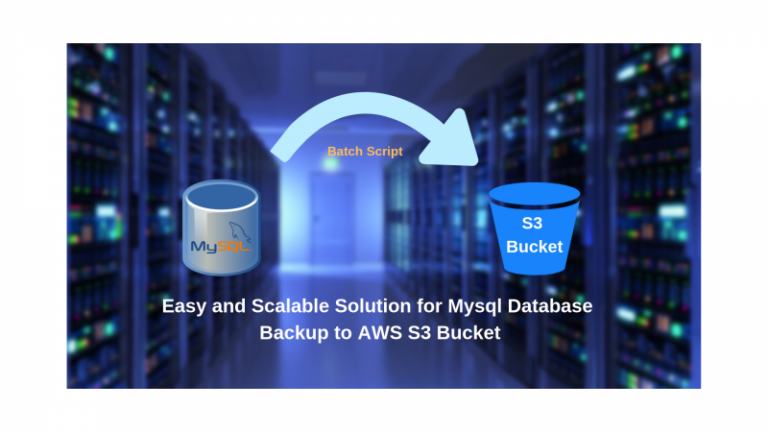 Batch Script
MySQL
S3
Bucket
Easy and Scalable Solution for Mysql Database
Backup to AWS S3 Bucket